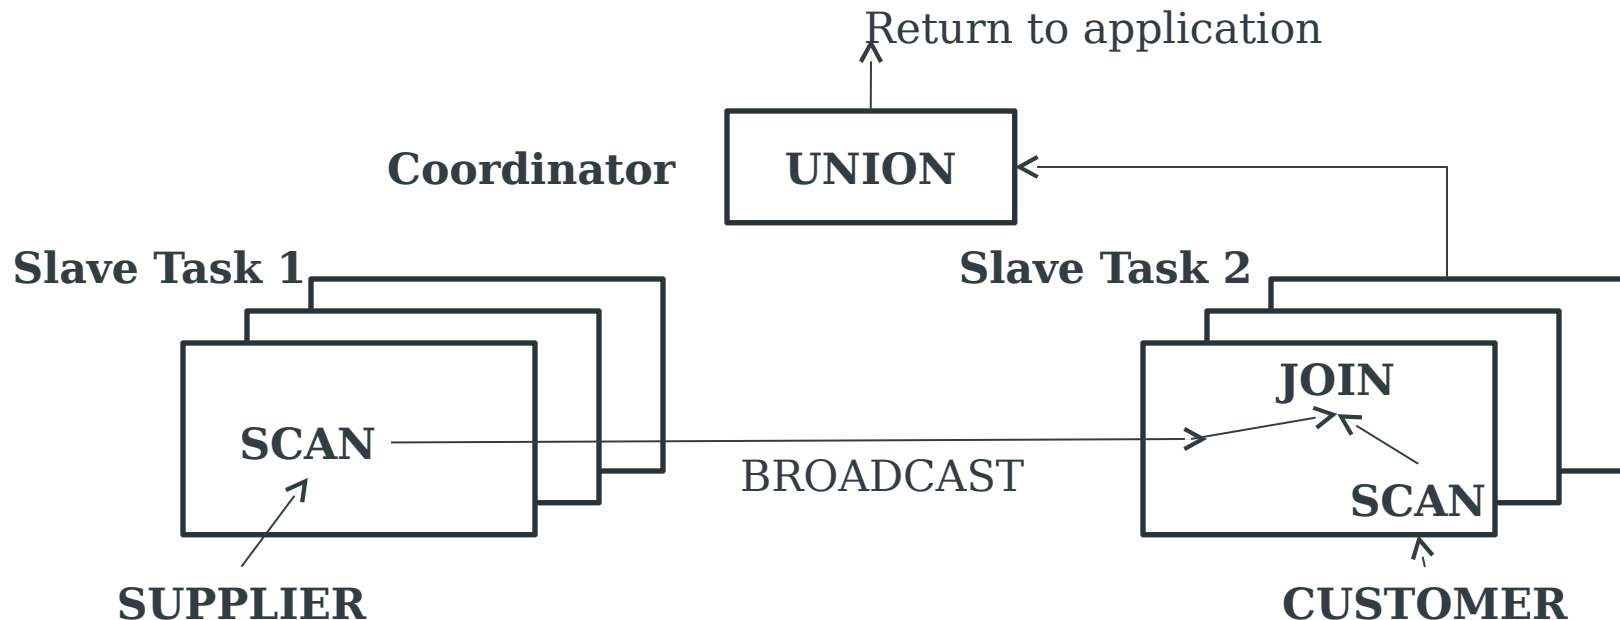 Return to application
Coordinator
UNION
Slave Task 1
Slave Task 2
JOIN
SCAN
BROADCAST
SCAN
SUPPLIER
CUSTOMER